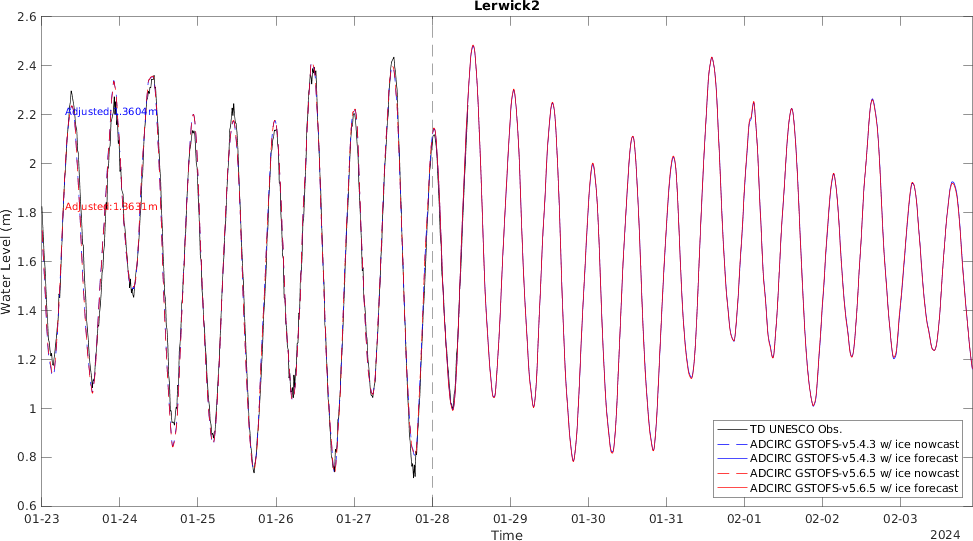 Lerwick2
2.6
2.4
2.2
2
1.8
1.6
1.4
1.2
1
0.8
0.6
Water Level (m)
Adjusted:1.3604m
Adjusted:1.3631m
TD UNESCO Obs.
ADCIRC GSTOFS-v5.4.3 w/ ice nowcast
ADCIRC GSTOFS-v5.4.3 w/ ice forecast
ADCIRC GSTOFS-v5.6.5 w/ ice nowcast
ADCIRC GSTOFS-v5.6.5 w/ ice forecast
01-23 01-24 01-25 01-26 01-27 01-28 01-29 01-30 01-31 02-01 02-02 02-03
Time
2024